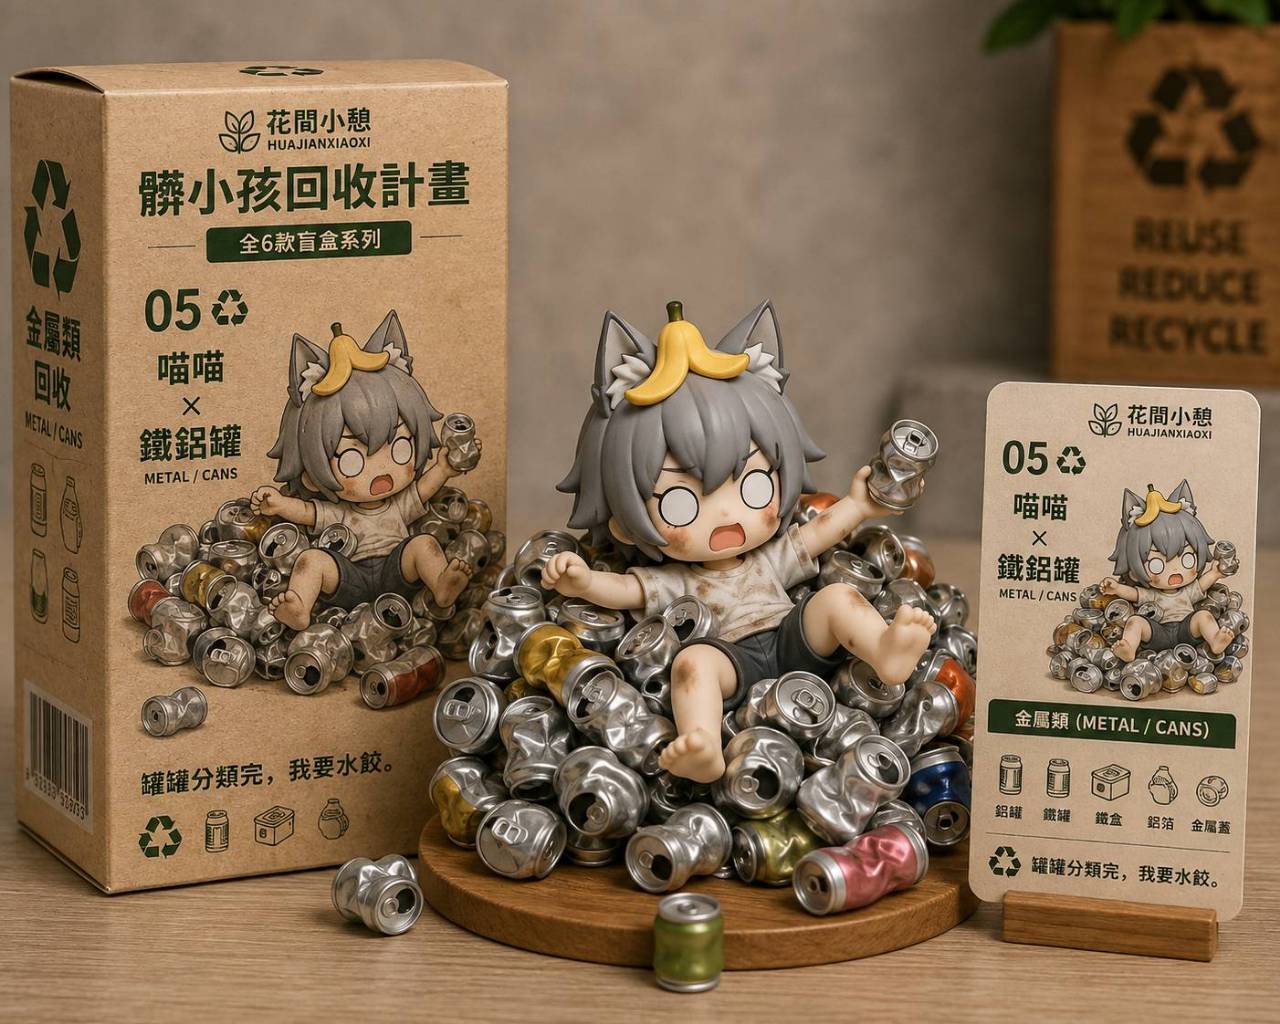 花間小憩
HUAJIANXIAOXI
髒小孩回收計畫
全6款盲盒系列
05
喵喵
×
鐵鋁罐
METAL / CANS
罐罐分類完，我要水餃。
金屬類
回收
METAL / CANS
REUSE
REDUCE
RECYCLE
花間小憩
HUAJIANXIAOXI
05
喵喵
×
鐵鋁罐
METAL / CANS
金屬類 (METAL / CANS)
鋁罐 鐵罐 鐵盒 鋁箔 金屬蓋
罐罐分類完，我要水餃。